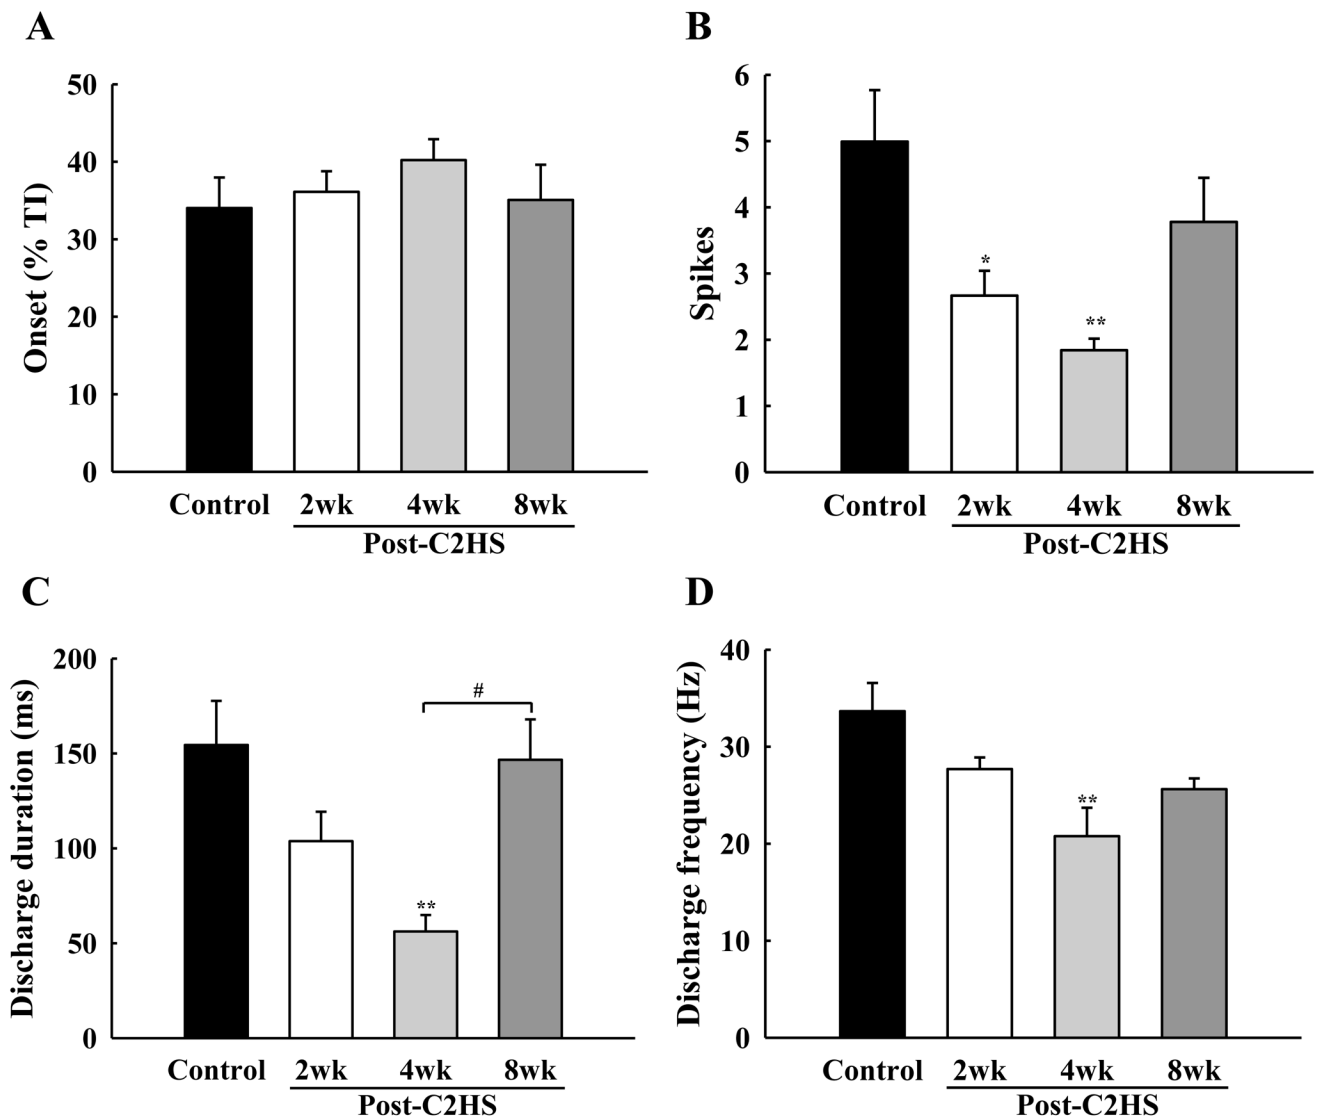 A
Onset (% TI)
50
40
30
20
10
0
Control 2wk 4wk 8wk
Post-C2HS
B
Spikes
6
5
4
3
2
1
0
*
**
Control 2wk 4wk 8wk
Post-C2HS
C
Discharge duration (ms)
200
150
100
50
0
**
#
Control 2wk 4wk 8wk
Post-C2HS
D
Discharge frequency (Hz)
40
30
20
10
0
**
Control 2wk 4wk 8wk
Post-C2HS